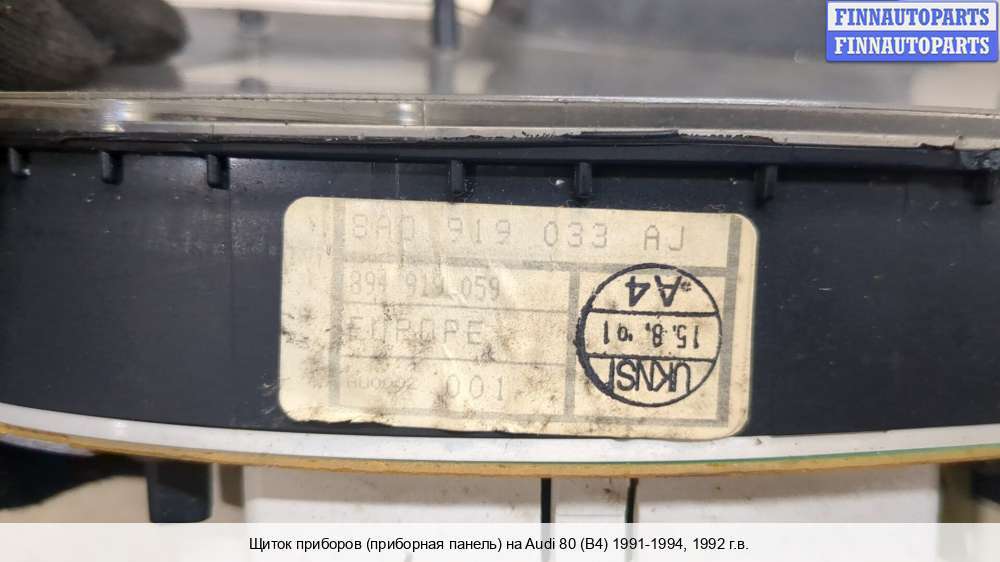 FINNAUTOPARTS
FINNAUTOPARTS
8A0 919 033 AJ
919 059
EUROPE
001
A4
15.8.'91
UKNSI
Щиток приборов (приборная панель) на Audi 80 (B4) 1991-1994, 1992 г.в.